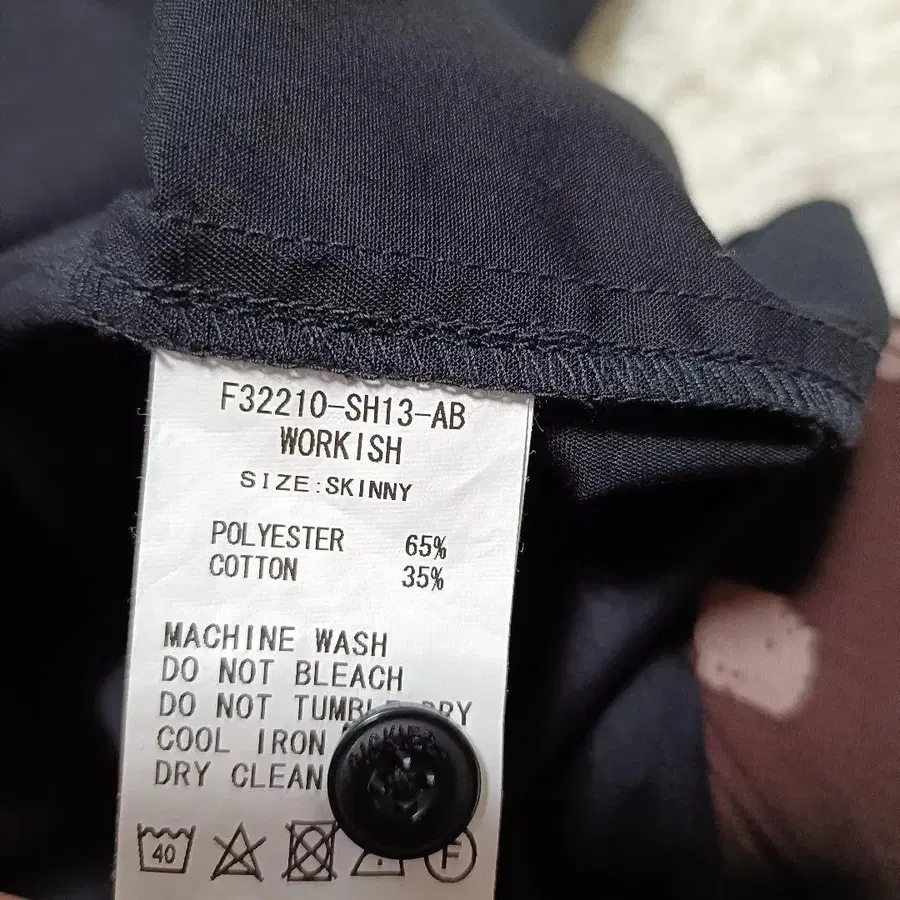 F32210-SH13-AB
WORKISH
SIZE:SKINNY
POLYESTER 65%
COTTON 35%
MACHINE WASH
DO NOT BLEACH
DO NOT TUMBLE DRY
COOL IRON
DRY CLEAN
40
F